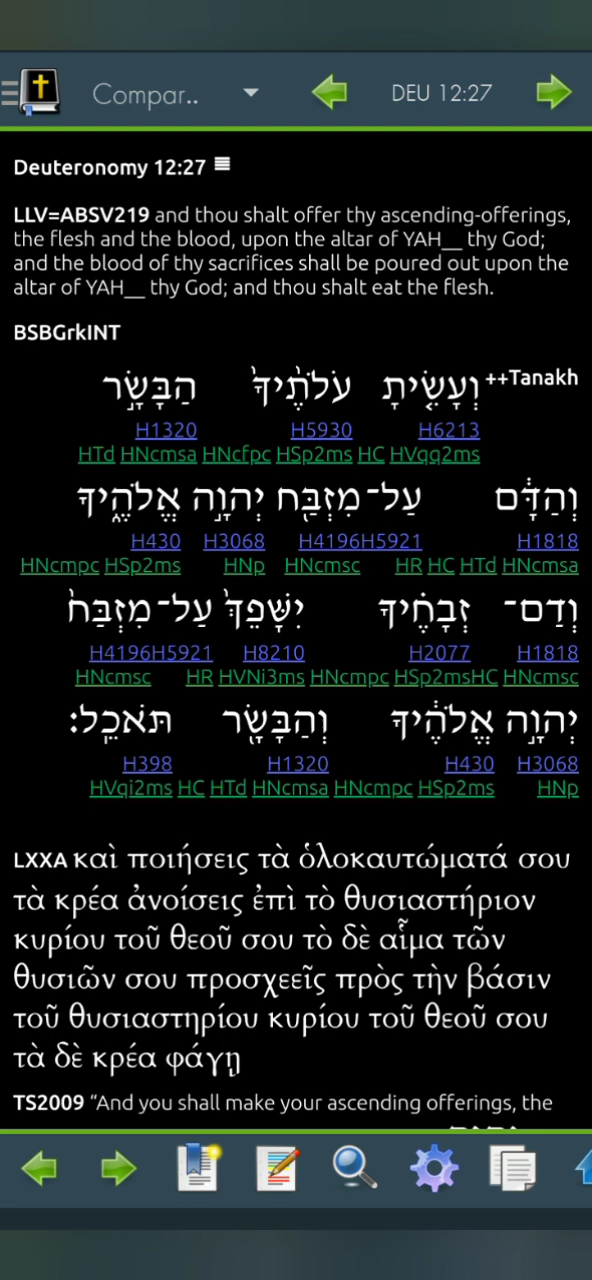 Compar..
DEU 12:27
Deuteronomy 12:27
LLV=ABSV219 and thou shalt offer thy ascending-offerings,
the flesh and the blood, upon the altar of YAH__ thy God;
and the blood of thy sacrifices shall be poured out upon the
altar of YAH__ thy God; and thou shalt eat the flesh.
BSBGrkINT
++Tanakh וְעָשִׂ֤יתָ עֹלֹתֶ֙יךָ֙ הַבָּשָׂ֣ר
H1320 H5930 H6213
HTd HNcmsa HNcfpc HSp2ms HC HVqq2ms
וְהַדָּ֔ם עַל־ מִזְבַּ֖ח יְהוָ֣ה אֱלֹהֶ֑יךָ
H430 H3068 H4196H5921 H1818
HNcmpc HSp2ms HNp HNcmsc HR HC HTd HNcmsa
וְדַם־ זְבָחֶ֗יךָ יִשָּׁפֵךְ֙ עַל־ מִזְבַּח֙
H4196H5921 H8210 H2077 H1818
HNcmsc HR HVNi3ms HNcmpc HSp2msHC HNcmsc
יְהוָ֣ה אֱלֹהֶ֔יךָ וְהַבָּשָׂ֖ר תֹּאכֵֽל׃
H398 H1320 H430 H3068
HVqi2ms HC HTd HNcmsa HNcmpc HSp2ms HNp
LXXA καὶ ποιήσεις τὰ ὁλοκαυτώματά σου
τὰ κρέα ἀνοίσεις ἐπὶ τὸ θυσιαστήριον
κυρίου τοῦ θεοῦ σου τὸ δὲ αἷμα τῶν
θυσιῶν σου προσχεεῖς πρὸς τὴν βάσιν
τοῦ θυσιαστηρίου κυρίου τοῦ θεοῦ σου
τὰ δὲ κρέα φάγῃ
TS2009 “And you shall make your ascending offerings, the